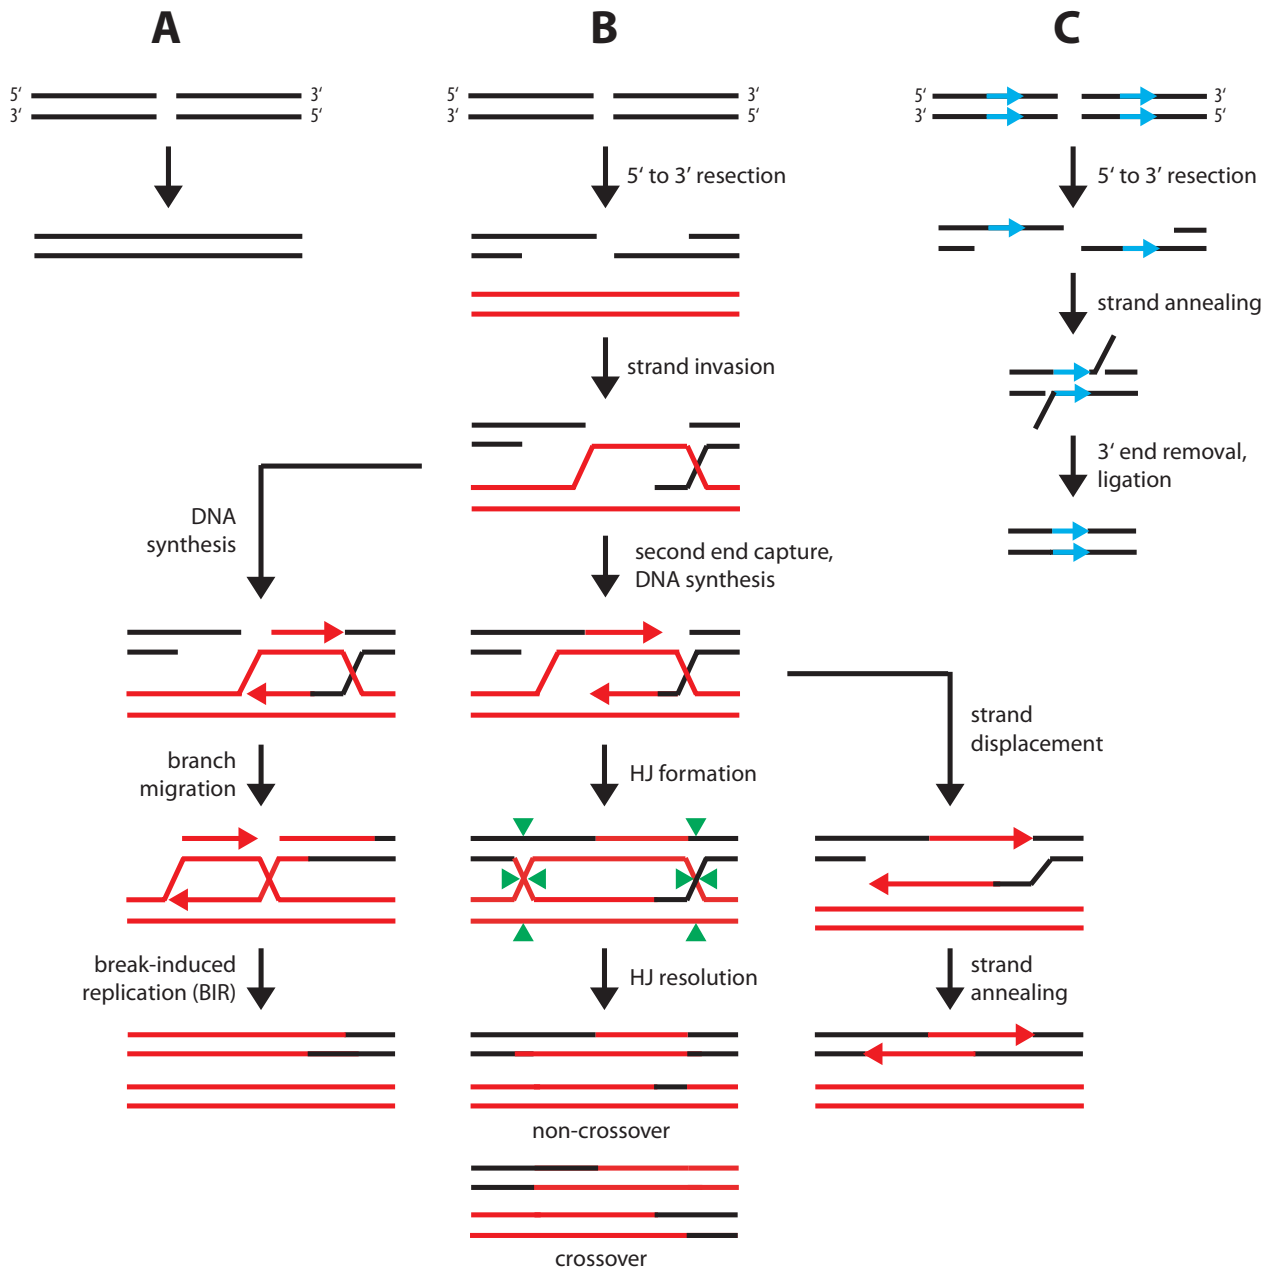 A
B
C
5‘ 3‘
3‘ 5‘
5‘ 3‘
3‘ 5‘
5‘ 3‘
3‘ 5‘
5‘ to 3’ resection
5‘ to 3’ resection
strand annealing
strand invasion
3‘ end removal,
ligation
DNA
synthesis
second end capture,
DNA synthesis
strand
displacement
branch
migration
HJ formation
break-induced
replication (BIR)
HJ resolution
strand
annealing
non-crossover
crossover